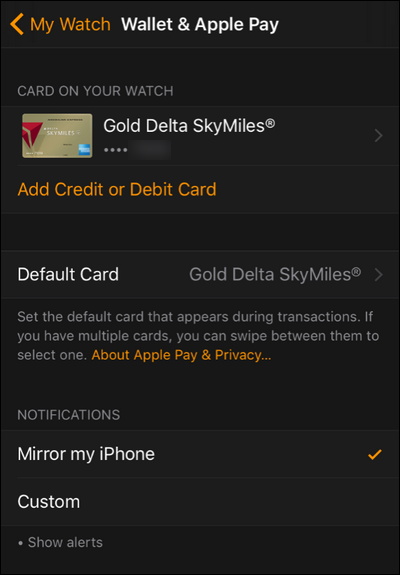 My Watch Wallet & Apple Pay
CARD ON YOUR WATCH
SKYMILES
Gold Delta SkyMiles®
••••
Add Credit or Debit Card
Default Card Gold Delta SkyMiles®
Set the default card that appears during transactions. If
you have multiple cards, you can swipe between them to
select one. About Apple Pay & Privacy...
NOTIFICATIONS
Mirror my iPhone
Custom
• Show alerts